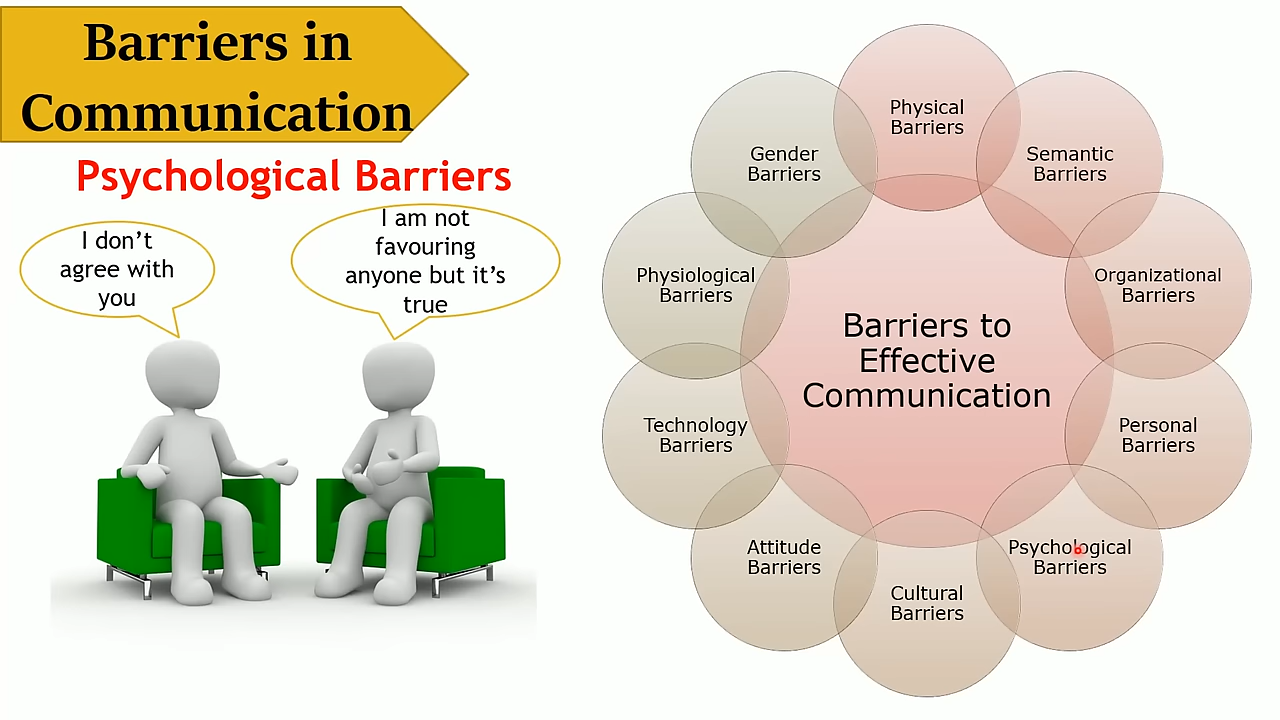 Barriers in
Communication
Psychological Barriers
I don't
agree with
you
I am not
favouring
anyone but it's
true
Physical
Barriers
Semantic
Barriers
Organizational
Barriers
Personal
Barriers
Psychological
Barriers
Cultural
Barriers
Attitude
Barriers
Technology
Barriers
Physiological
Barriers
Gender
Barriers
Barriers to
Effective
Communication